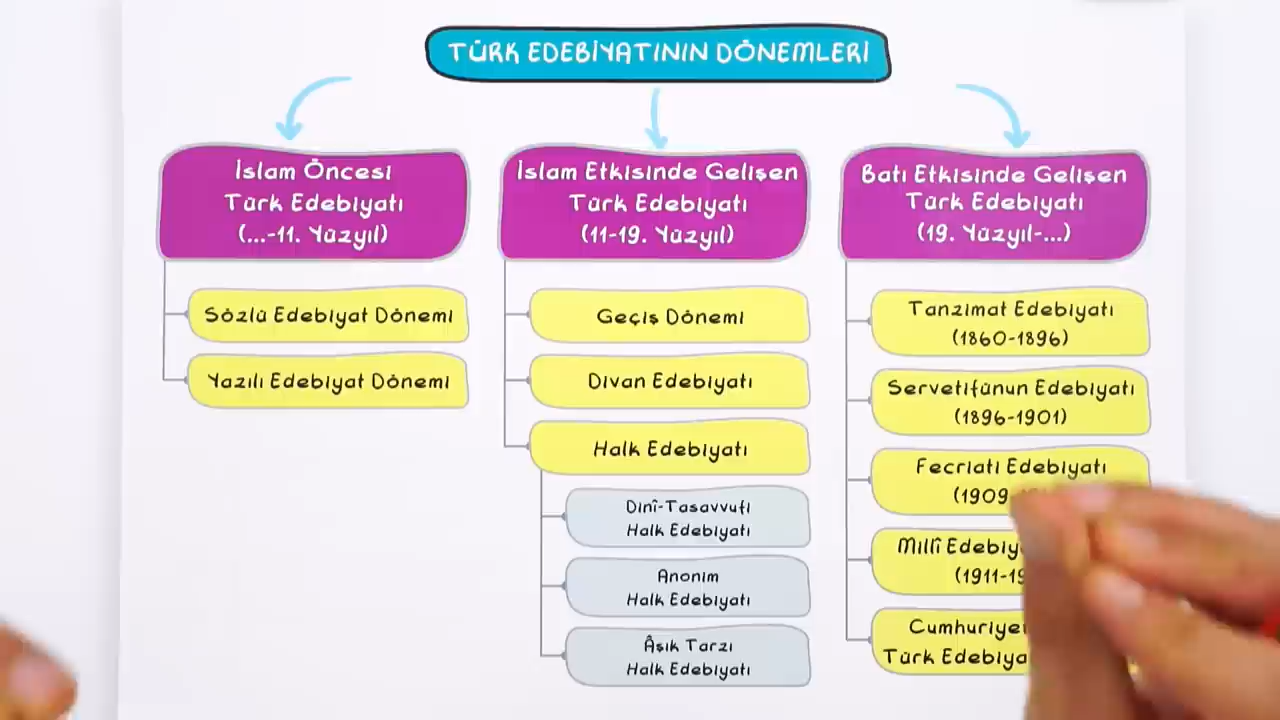 TÜRK EDEBİYATININ DÖNEMLERİ
İslam Öncesi
Türk Edebiyatı
(...-11. Yüzyıl)
Sözlü Edebiyat Dönemi
Yazılı Edebiyat Dönemi
İslam Etkisinde Gelişen
Türk Edebiyatı
(11-19. Yüzyıl)
Geçiş Dönemi
Divan Edebiyatı
Halk Edebiyatı
Dinî-Tasavvufi
Halk Edebiyatı
Anonim
Halk Edebiyatı
Âşık Tarzı
Halk Edebiyatı
Batı Etkisinde Gelişen
Türk Edebiyatı
(19. Yüzyıl-...)
Tanzimat Edebiyatı
(1860-1896)
Servetifünun Edebiyatı
(1896-1901)
Fecriati Edebiyatı
(1909
Millî
(1911-
Türk